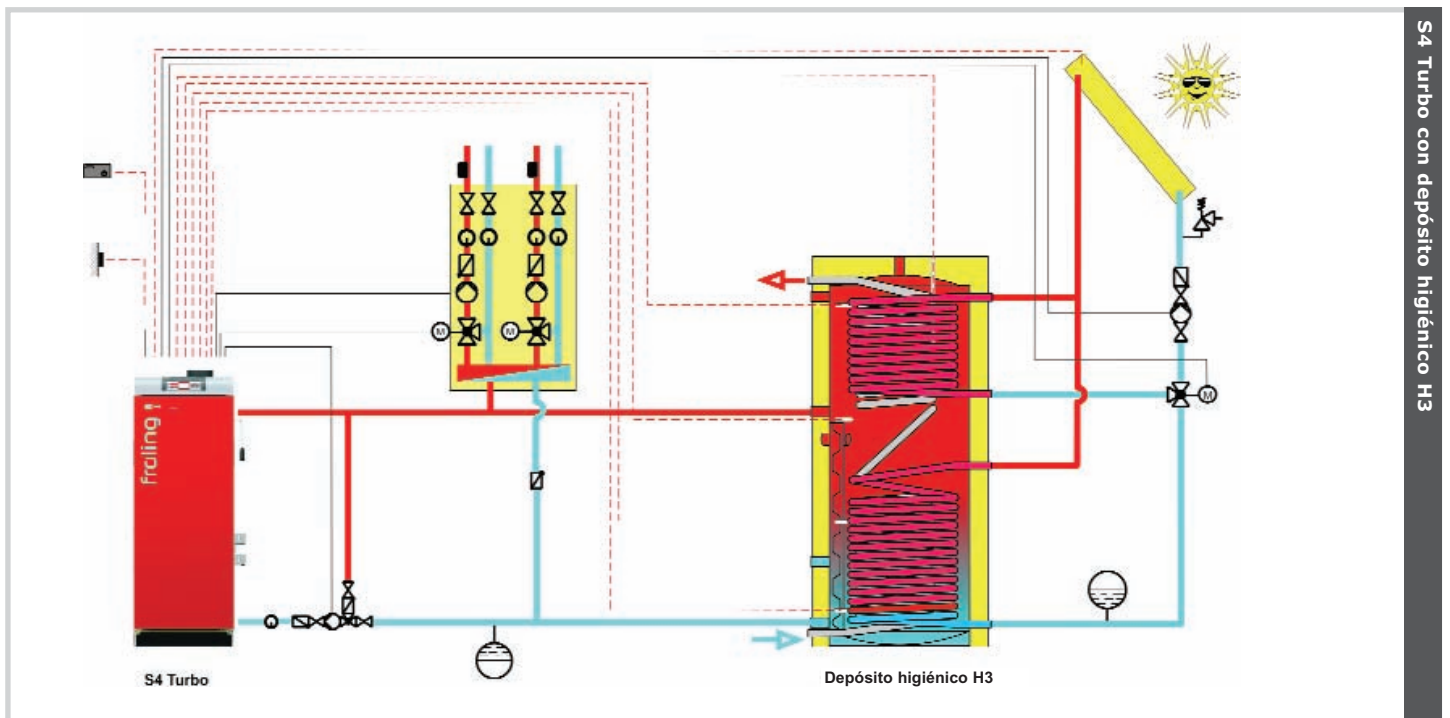 S4 Turbo con depósito higiénico H3
M
M
M
froling
S4 Turbo
Depósito higiénico H3